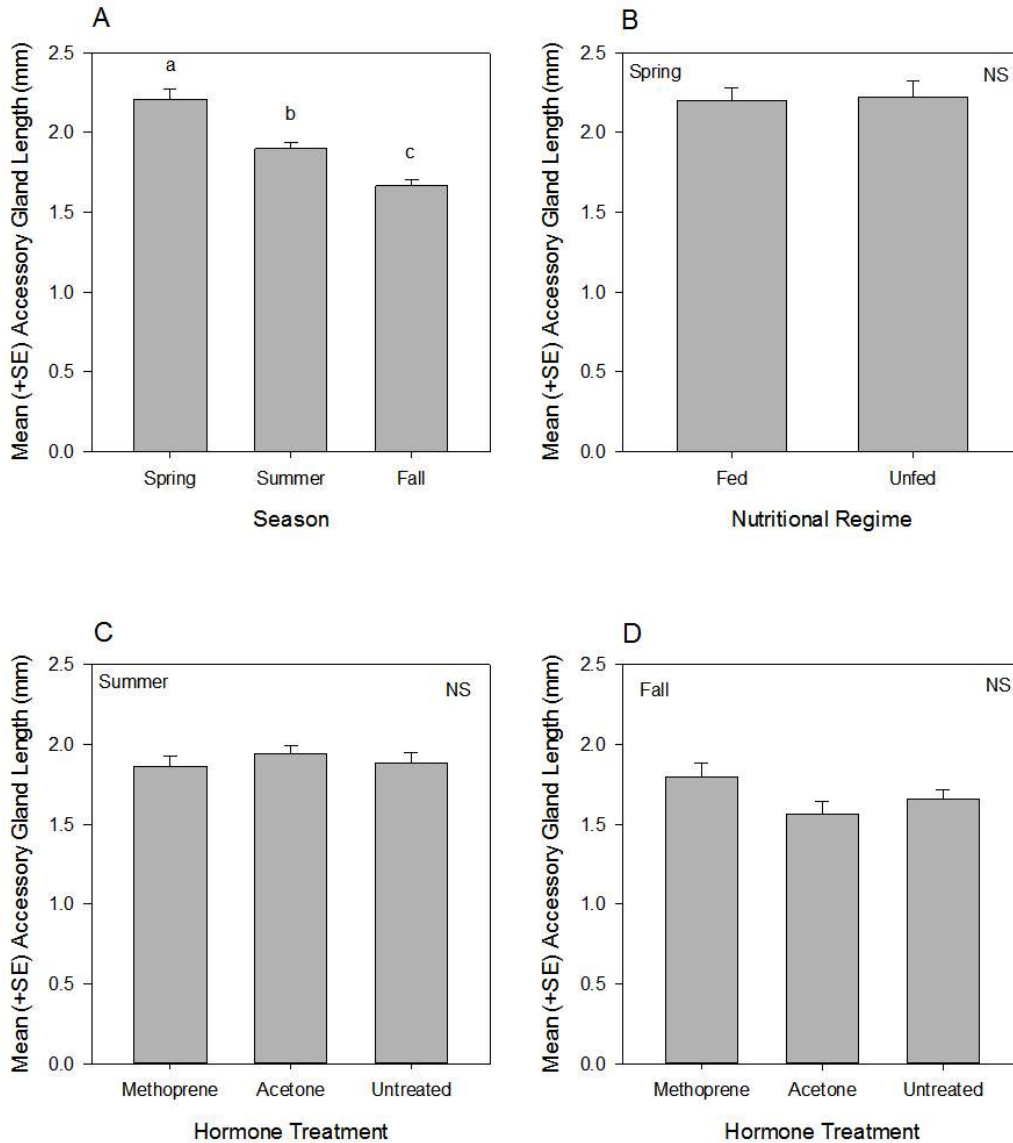 A
Mean (+SE) Accessory Gland Length (mm)
2.5
2.0
1.5
1.0
0.5
0.0
a
b
c
Spring Summer Fall
Season
B
Mean (+SE) Accessory Gland Length (mm)
2.5
2.0
1.5
1.0
0.5
0.0
Spring NS
Fed Unfed
Nutritional Regime
C
Mean (+SE) Accessory Gland Length (mm)
2.5
2.0
1.5
1.0
0.5
0.0
Summer NS
Methoprene Acetone Untreated
Hormone Treatment
D
Mean (+SE) Accessory Gland Length (mm)
2.5
2.0
1.5
1.0
0.5
0.0
Fall NS
Methoprene Acetone Untreated
Hormone Treatment